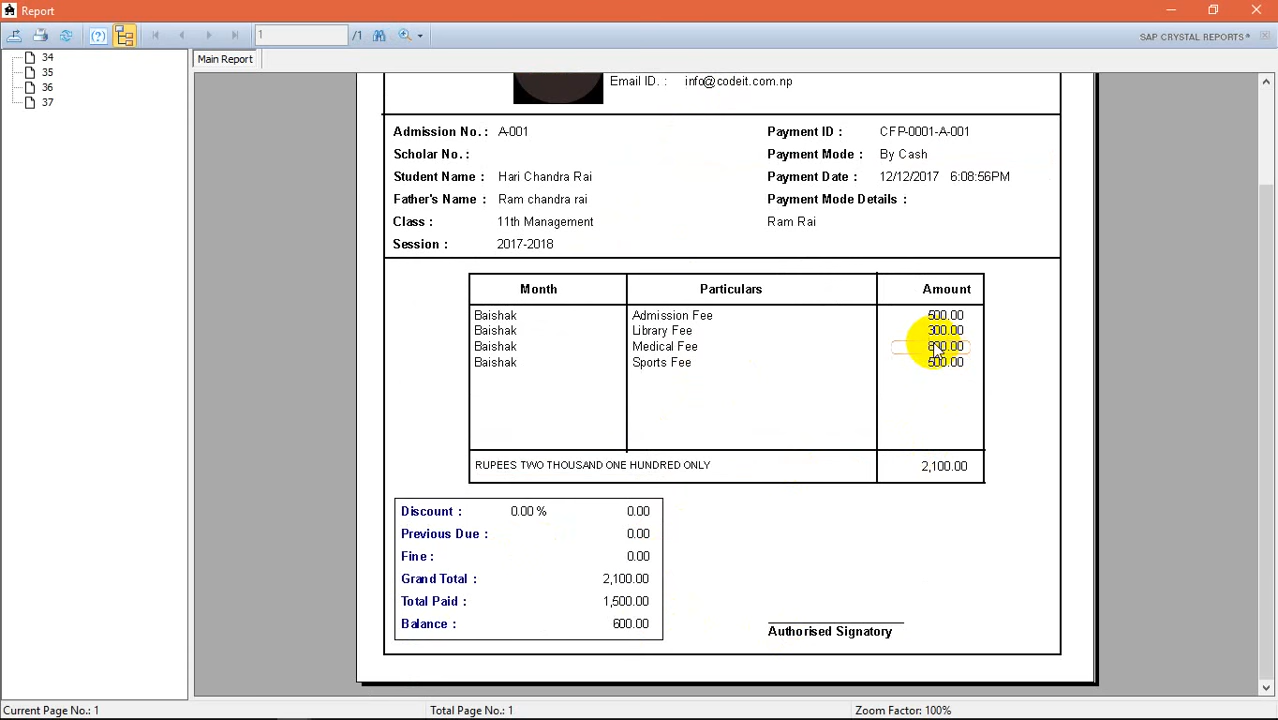 Report
1
/1
SAP CRYSTAL REPORTS®
34
35
36
37
Main Report
Email ID. : info@codeit.com.np
Admission No. : A-001
Payment ID : CFP-0001-A-001
Scholar No. :
Payment Mode : By Cash
Student Name : Hari Chandra Rai
Payment Date : 12/12/2017 6:08:56PM
Father's Name : Ram chandra rai
Payment Mode Details :
Class : 11th Management
Ram Rai
Session : 2017-2018
Month Particulars Amount
Baishak Admission Fee 500.00
Baishak Library Fee 300.00
Baishak Medical Fee 800.00
Baishak Sports Fee 500.00
RUPEES TWO THOUSAND ONE HUNDRED ONLY 2,100.00
Discount : 0.00 % 0.00
Previous Due : 0.00
Fine : 0.00
Grand Total : 2,100.00
Total Paid : 1,500.00
Balance : 600.00
Authorised Signatory
Current Page No.: 1
Total Page No.: 1
Zoom Factor: 100%